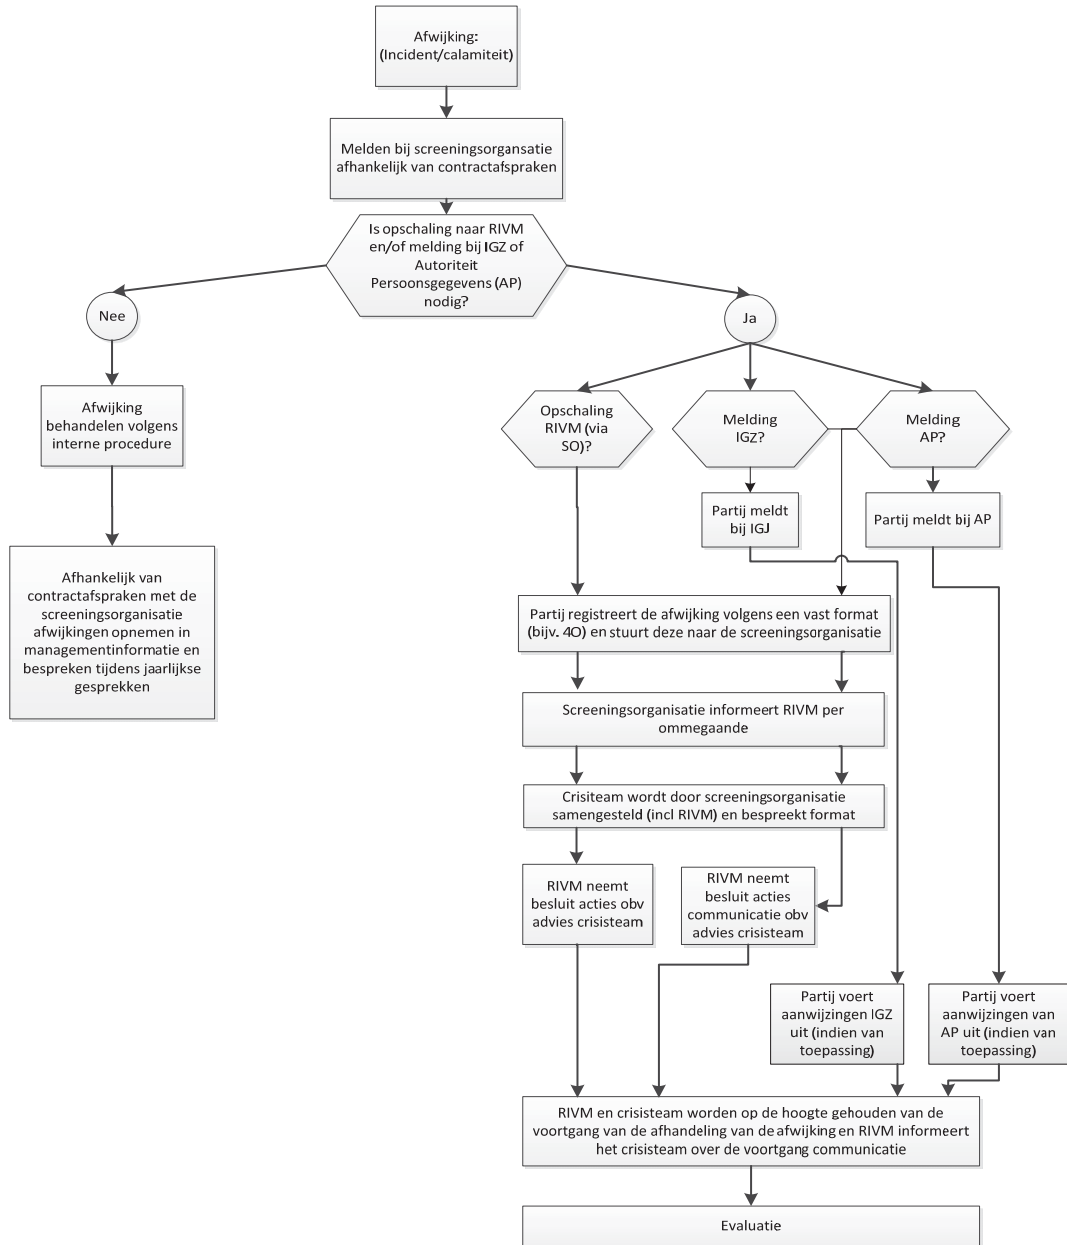 Afwijking:
(Incident/calamiteit)
Melden bij screeningsorgansatie
afhankelijk van contractafspraken
Is opschaling naar RIVM
en/of melding bij IGZ of
Autoriteit
Persoonsgegevens (AP)
nodig?
Nee
Ja
Afwijking
behandelen volgens
interne procedure
Opschaling
RIVM (via
SO)?
Melding
IGZ?
Melding
AP?
Partij meldt
bij IGJ
Partij meldt bij AP
Afhankelijk van
contractafspraken met de
screeningsorganisatie
afwijkingen opnemen in
managementinformatie en
bespreken tijdens jaarlijkse
gesprekken
Partij registreert de afwijking volgens een vast format
(bijv. 4O) en stuurt deze naar de screeningsorganisatie
Screeningsorganisatie informeert RIVM per
ommegaande
Crisiteam wordt door screeningsorganisatie
samengesteld (incl RIVM) en bespreekt format
RIVM neemt
besluit acties obv
advies crisisteam
RIVM neemt
besluit acties
communicatie obv
advies crisisteam
Partij voert
aanwijzingen IGZ
uit (indien van
toepassing)
Partij voert
aanwijzingen van
AP uit (indien van
toepassing)
RIVM en crisisteam worden op de hoogte gehouden van de
voortgang van de afhandeling van de afwijking en RIVM informeert
het crisisteam over de voortgang communicatie
Evaluatie